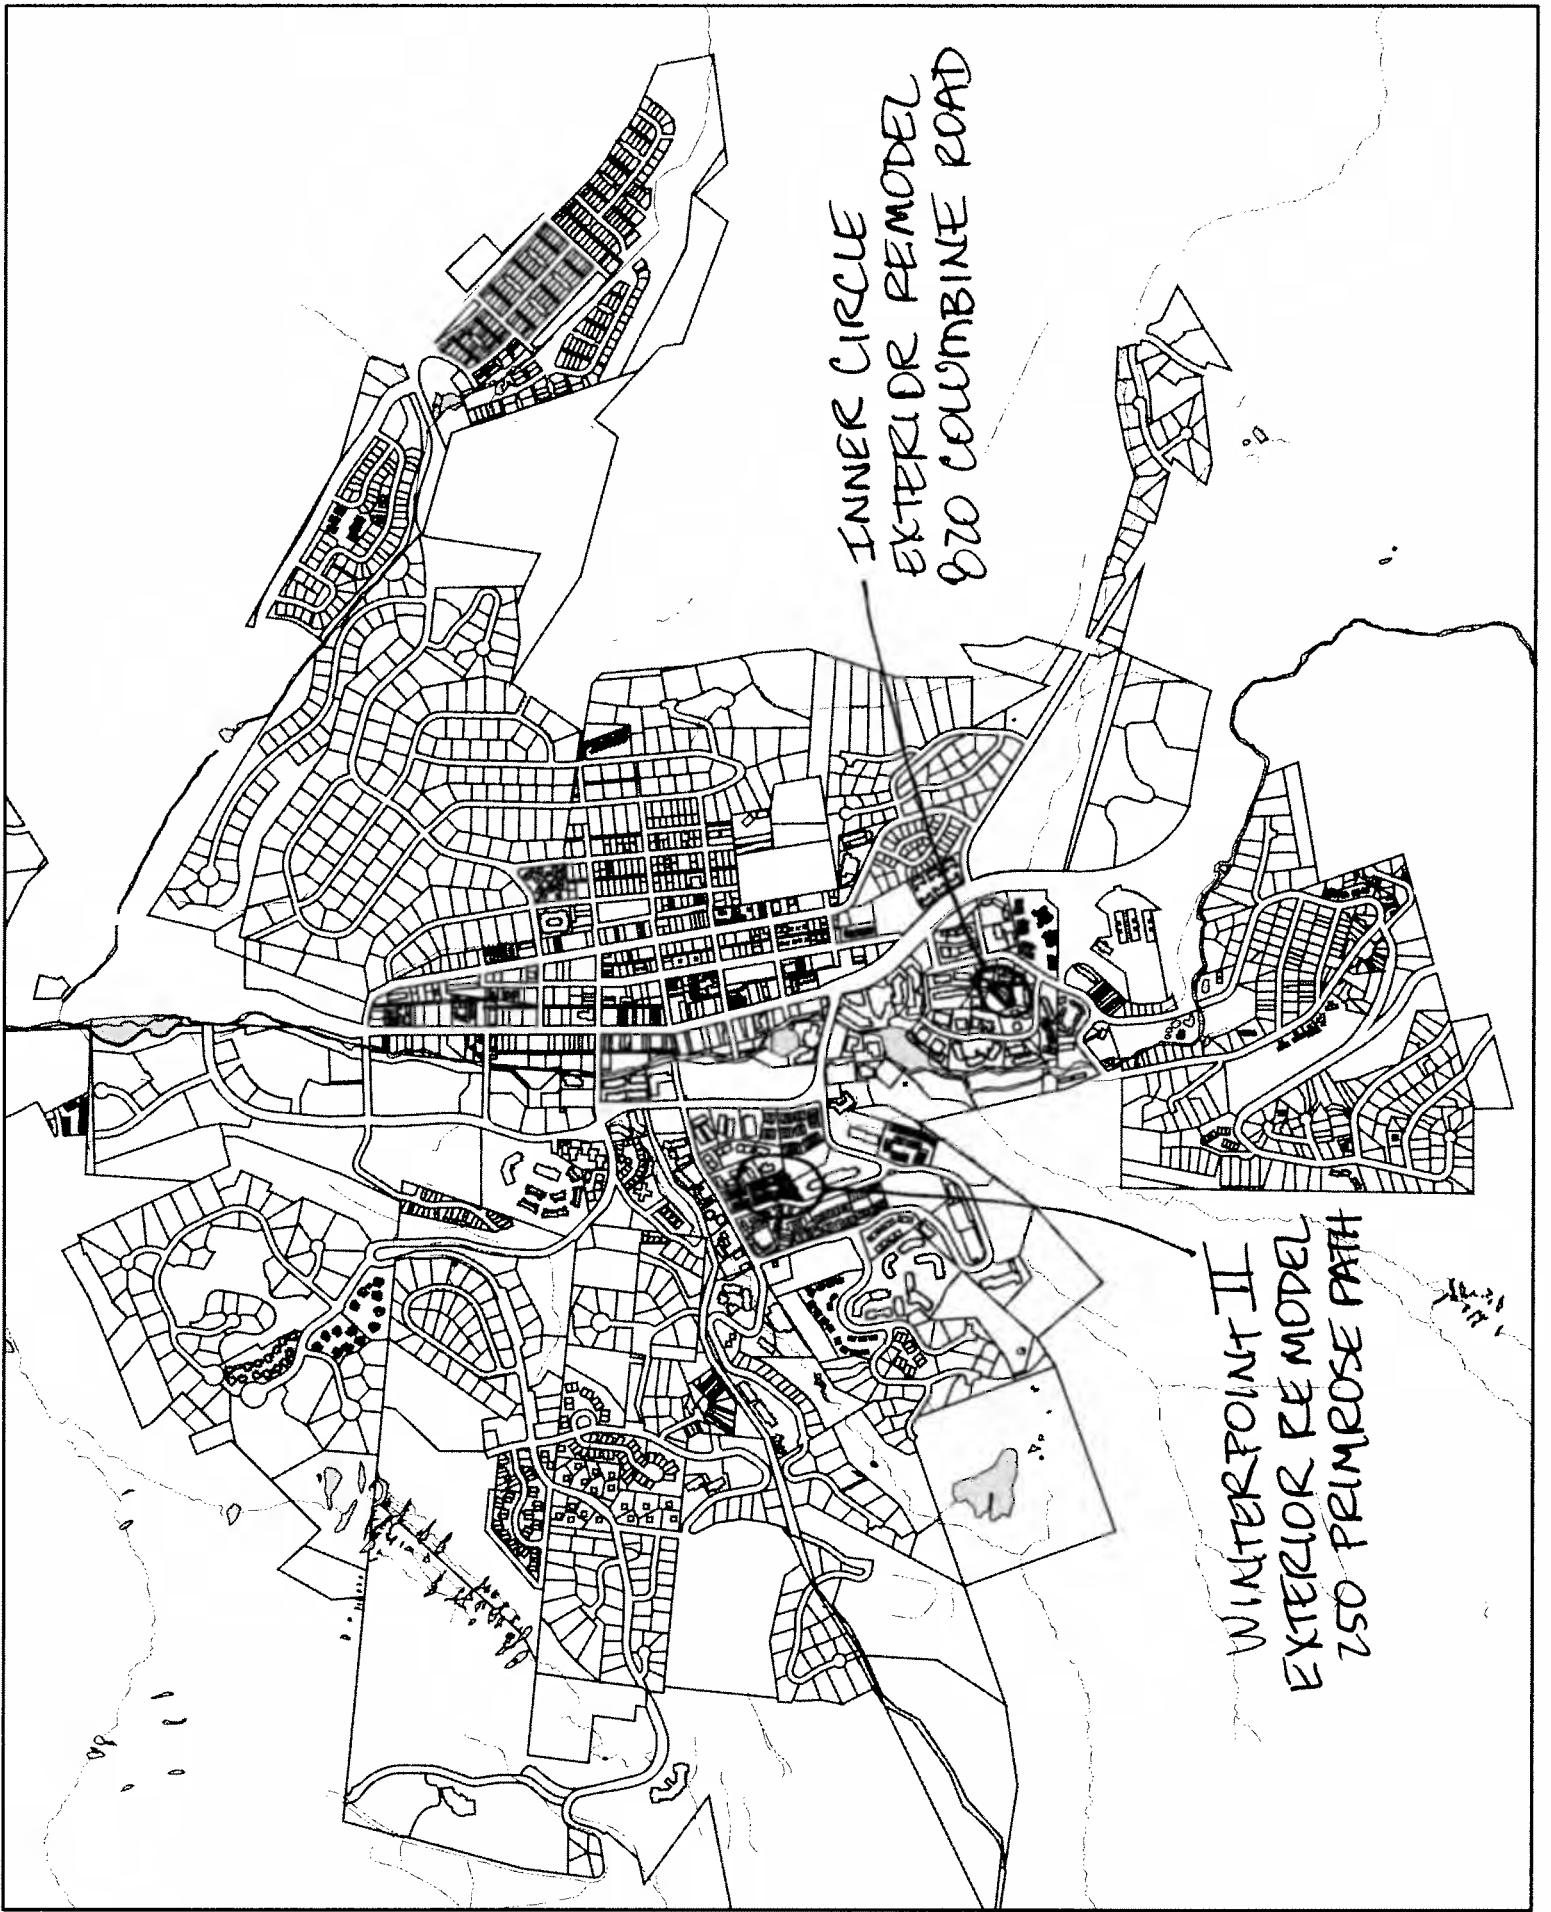 INNER CIRCLE
EXTERIOR REMODEL
820 COLUMBINE ROAD
WINTERPOINT II
EXTERIOR REMODEL
250 PRIMROSE PATH